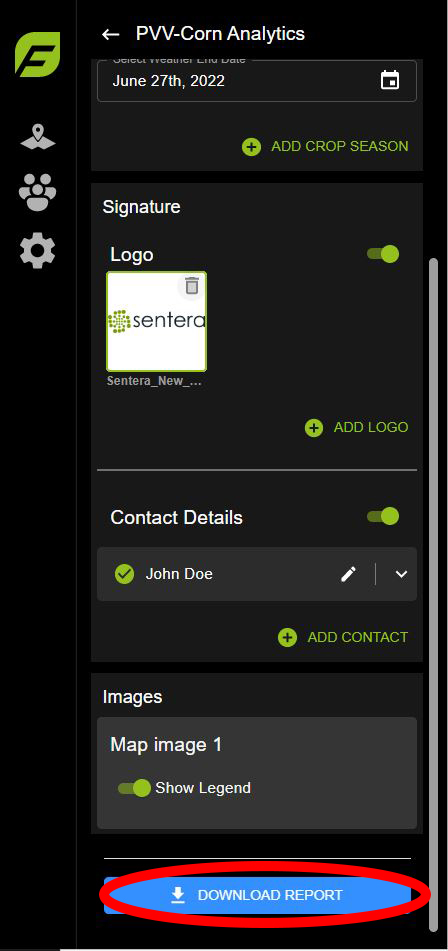 PVV-Corn Analytics
Select Weather End Date
June 27th, 2022
ADD CROP SEASON
Signature
Logo
sentera
Sentera_New_...
ADD LOGO
Contact Details
John Doe
ADD CONTACT
Images
Map image 1
Show Legend
DOWNLOAD REPORT